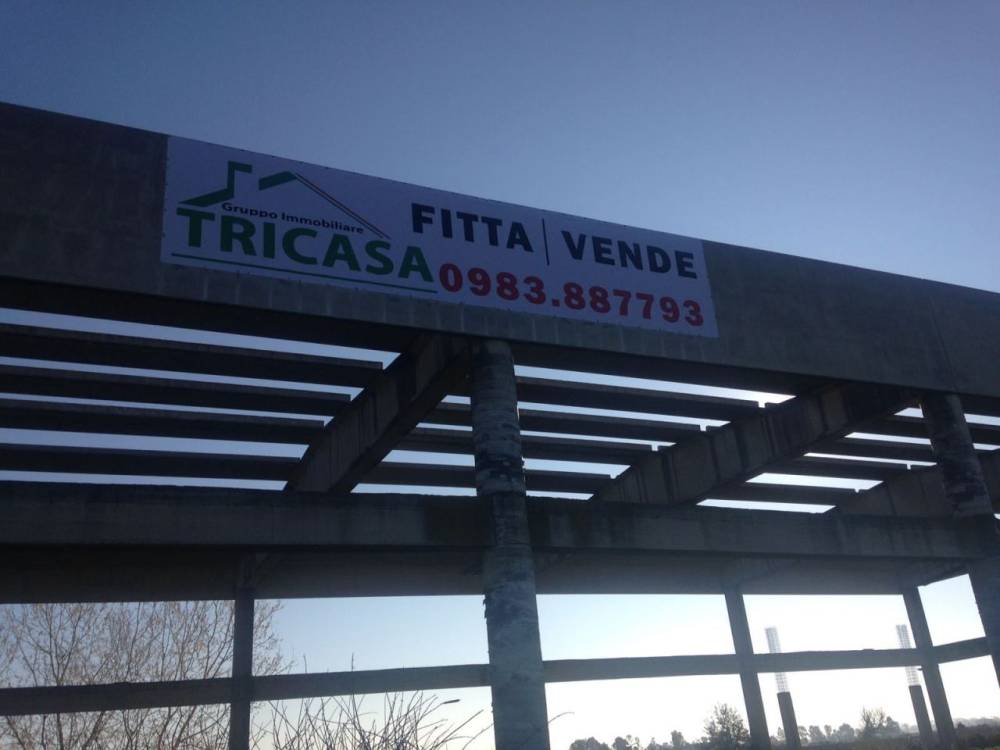 Gruppo Immobiliare
TRICASA
FITTA | VENDE
0983.887793